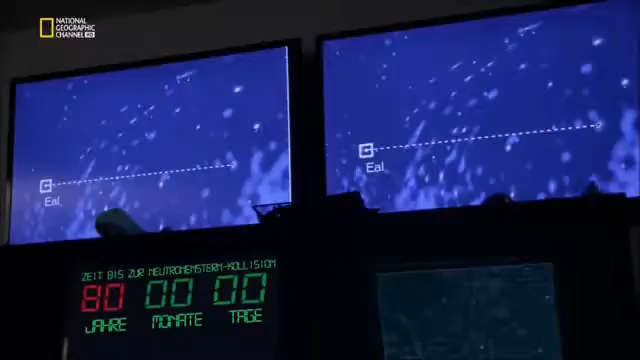 NATIONAL
GEOGRAPHIC
CHANNEL HD
Eal
Eal
ZEIT BIS ZUR NEUTRONENSTERN-KOLLISION
80 00 00
JAHRE MONATE TAGE